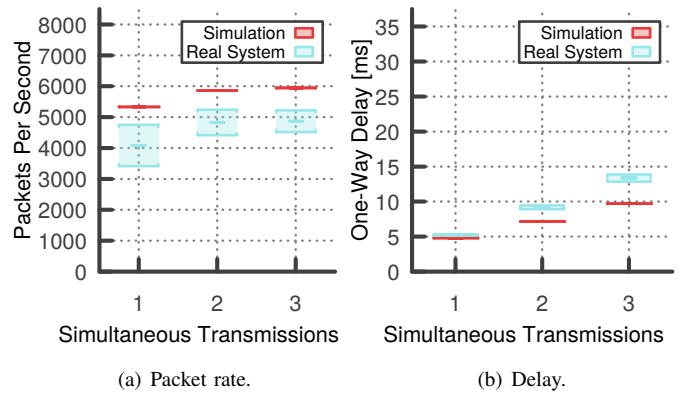 Simulation
Real System
Packets Per Second
8000
7000
6000
5000
4000
3000
2000
1000
0
1 2 3
Simultaneous Transmissions
(a) Packet rate.
Simulation
Real System
One-Way Delay [ms]
35
30
25
20
15
10
5
0
1 2 3
Simultaneous Transmissions
(b) Delay.